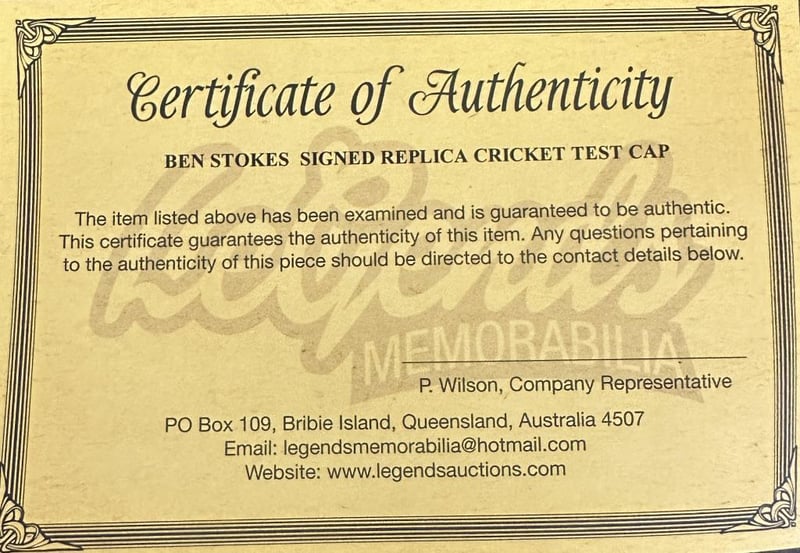 Certificate of Authenticity
BEN STOKES SIGNED REPLICA CRICKET TEST CAP
The item listed above has been examined and is guaranteed to be authentic.
This certificate guarantees the authenticity of this item. Any questions pertaining
to the authenticity of this piece should be directed to the contact details below.
Legends
MEMORABILIA
P. Wilson, Company Representative
PO Box 109, Bribie Island, Queensland, Australia 4507
Email: legendsmemorabilia@hotmail.com
Website: www.legendsauctions.com